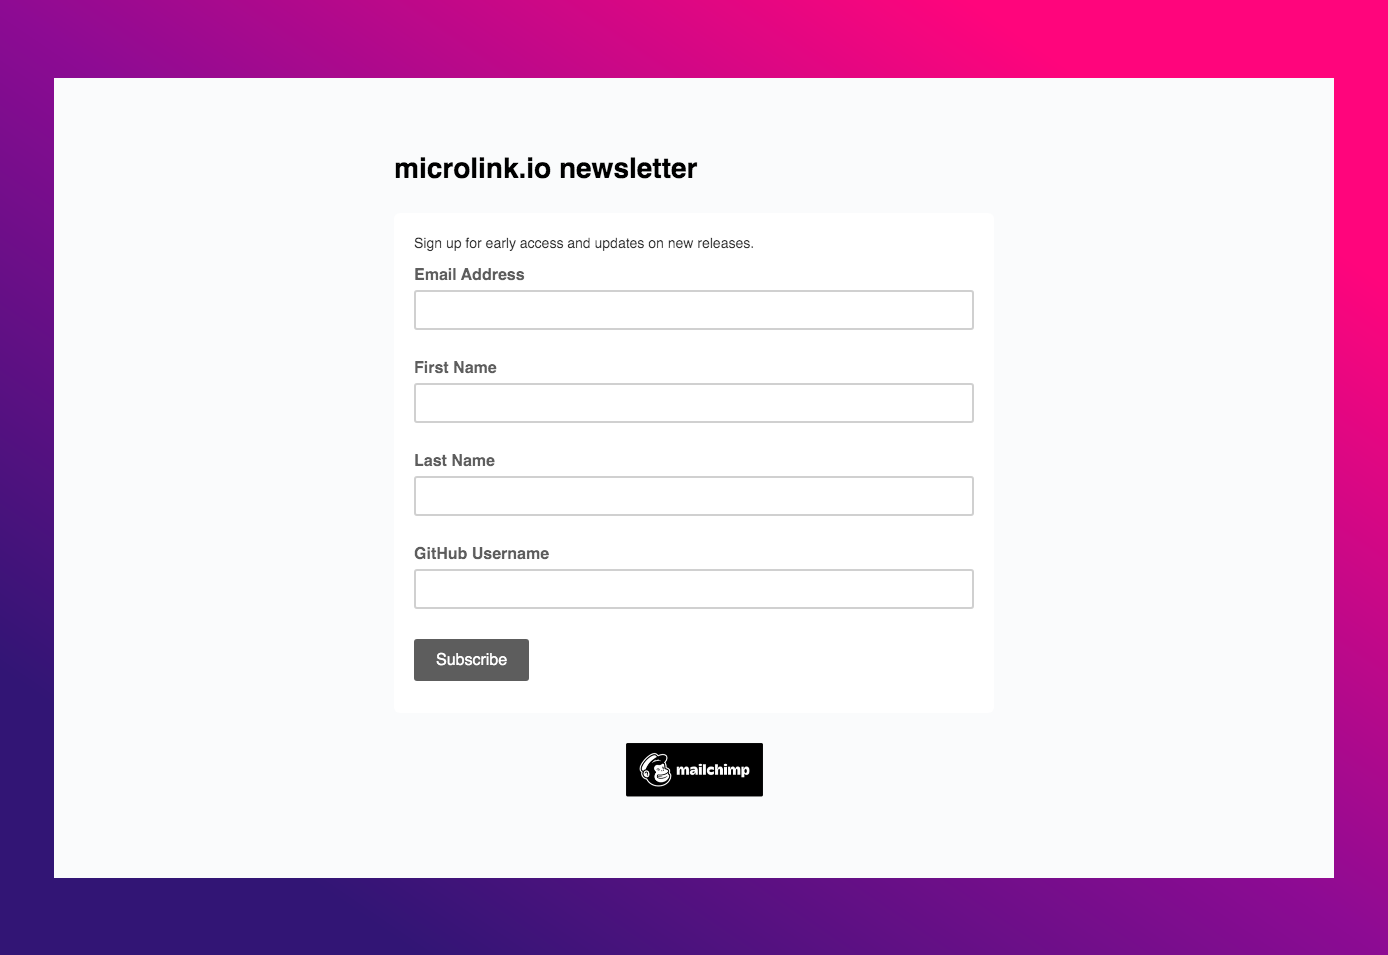 microlink.io newsletter
Sign up for early access and updates on new releases.
Email Address
First Name
Last Name
GitHub Username
Subscribe
mailchimp